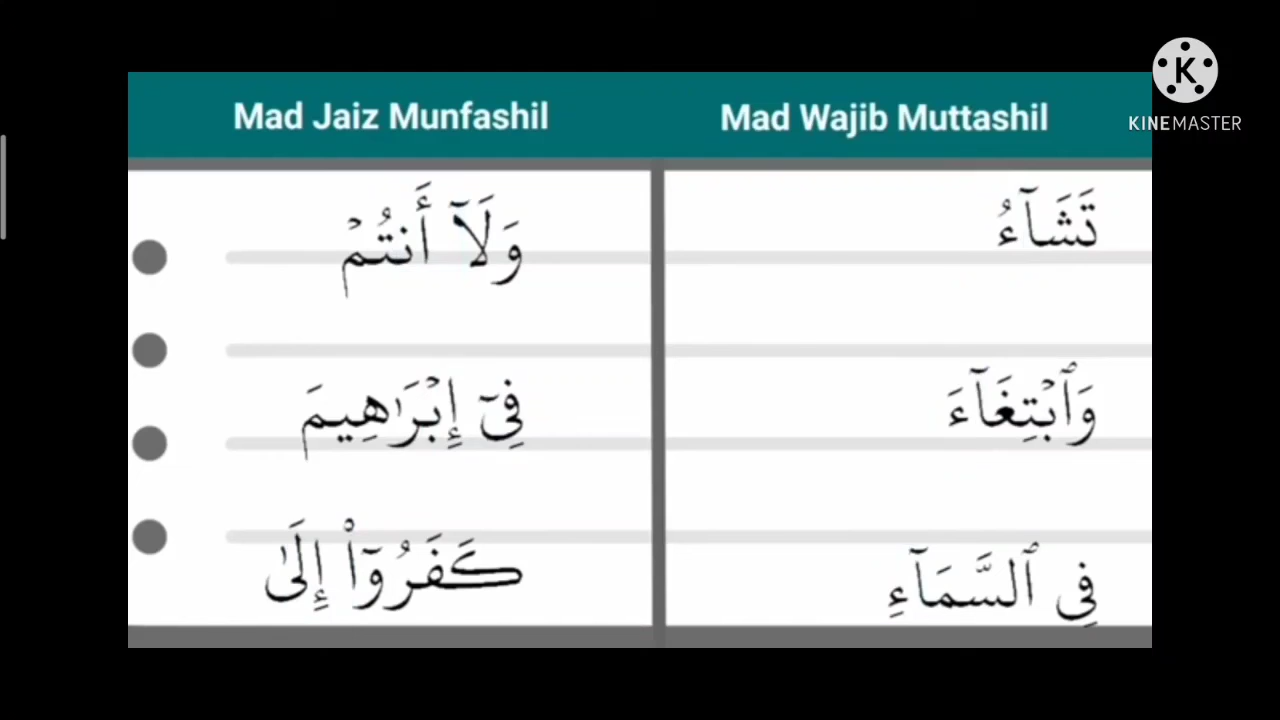 Mad Jaiz Munfashil
Mad Wajib Muttashil
K
KINEMASTER
وَلَآ أَنتُمْ
تَشَآءُ
فِىٓ إِبْرَٰهِيمَ
وَٱبْتِغَآءَ
كَفَرُوٓا۟ إِلَىٰ
فِى ٱلسَّمَآءِ